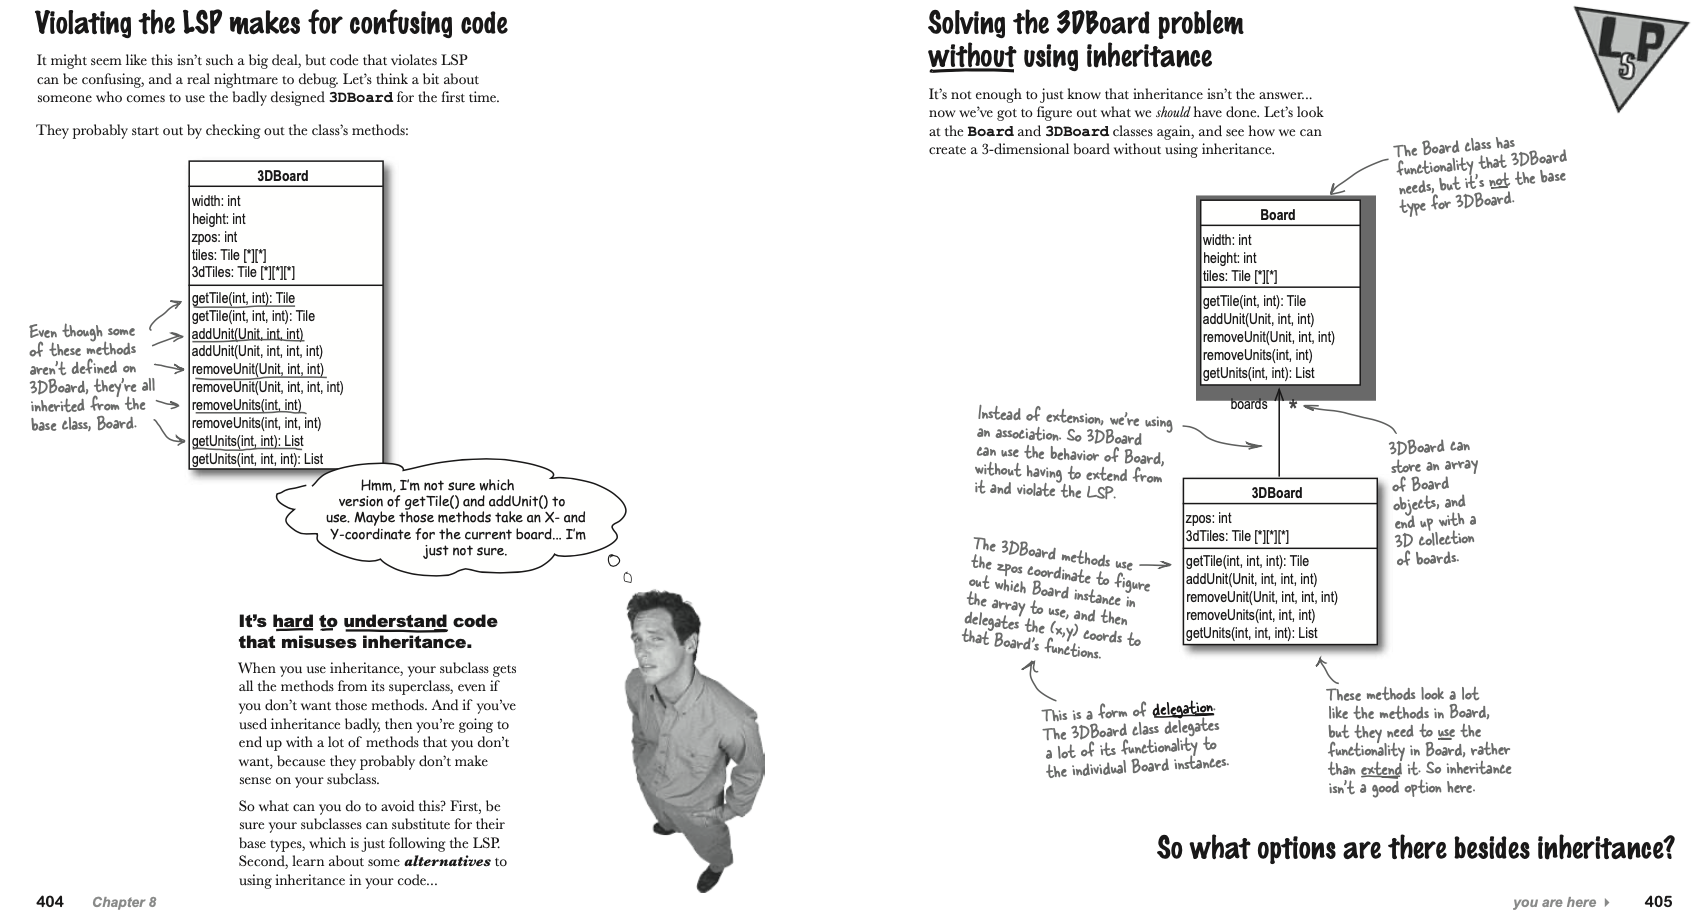 Violating the LSP makes for confusing code
It might seem like this isn't such a big deal, but code that violates LSP
can be confusing, and a real nightmare to debug. Let's think a bit about
someone who comes to use the badly designed 3DBoard for the first time.
They probably start out by checking out the class's methods:
3DBoard
width: int
height: int
zpos: int
tiles: Tile [*][*]
3dTiles: Tile [*][*][*]
getTile(int, int): Tile
getTile(int, int, int): Tile
addUnit(Unit, int, int)
addUnit(Unit, int, int, int)
removeUnit(Unit, int, int)
removeUnit(Unit, int, int, int)
removeUnits(int, int)
removeUnits(int, int, int)
getUnits(int, int): List
getUnits(int, int, int): List
Even though some
of these methods
aren't defined on
3DBoard, they're all
inherited from the
base class, Board.
Hmm, I'm not sure which
version of getTile() and addUnit() to
use. Maybe those methods take an X- and
Y-coordinate for the current board... I'm
just not sure.
It's hard to understand code
that misuses inheritance.
When you use inheritance, your subclass gets
all the methods from its superclass, even if
you don't want those methods. And if you've
used inheritance badly, then you're going to
end up with a lot of methods that you don't
want, because they probably don't make
sense on your subclass.
So what can you do to avoid this? First, be
sure your subclasses can substitute for their
base types, which is just following the LSP.
Second, learn about some alternatives to
using inheritance in your code...
404 Chapter 8
Solving the 3DBoard problem
without using inheritance
LSP
It's not enough to just know that inheritance isn't the answer...
now we've got to figure out what we should have done. Let's look
at the Board and 3DBoard classes again, and see how we can
create a 3-dimensional board without using inheritance.
The Board class has
functionality that 3DBoard
needs, but it's not the base
type for 3DBoard.
Board
width: int
height: int
tiles: Tile [*][*]
getTile(int, int): Tile
addUnit(Unit, int, int)
removeUnit(Unit, int, int)
removeUnits(int, int)
getUnits(int, int): List
boards *
Instead of extension, we're using
an association. So 3DBoard
can use the behavior of Board,
without having to extend from
it and violate the LSP.
3DBoard can
store an array
of Board
objects, and
end up with a
3D collection
of boards.
3DBoard
zpos: int
3dTiles: Tile [*][*][*]
getTile(int, int, int): Tile
addUnit(Unit, int, int, int)
removeUnit(Unit, int, int, int)
removeUnits(int, int, int)
getUnits(int, int, int): List
The 3DBoard methods use
the zpos coordinate to figure
out which Board instance in
the array to use, and then
delegates the (x,y) coords to
that Board's functions.
This is a form of delegation.
The 3DBoard class delegates
a lot of its functionality to
the individual Board instances.
These methods look a lot
like the methods in Board,
but they need to use the
functionality in Board, rather
than extend it. So inheritance
isn't a good option here.
So what options are there besides inheritance?
you are here 405